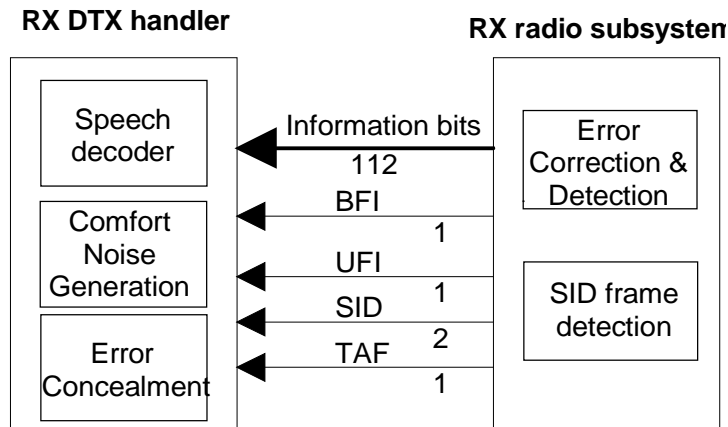 RX DTX handler
RX radio subsystem
Speech
decoder
Comfort
Noise
Generation
Error
Concealment
Information bits
112
BFI
1
UFI
1
SID
2
TAF
1
Error
Correction &
Detection
SID frame
detection